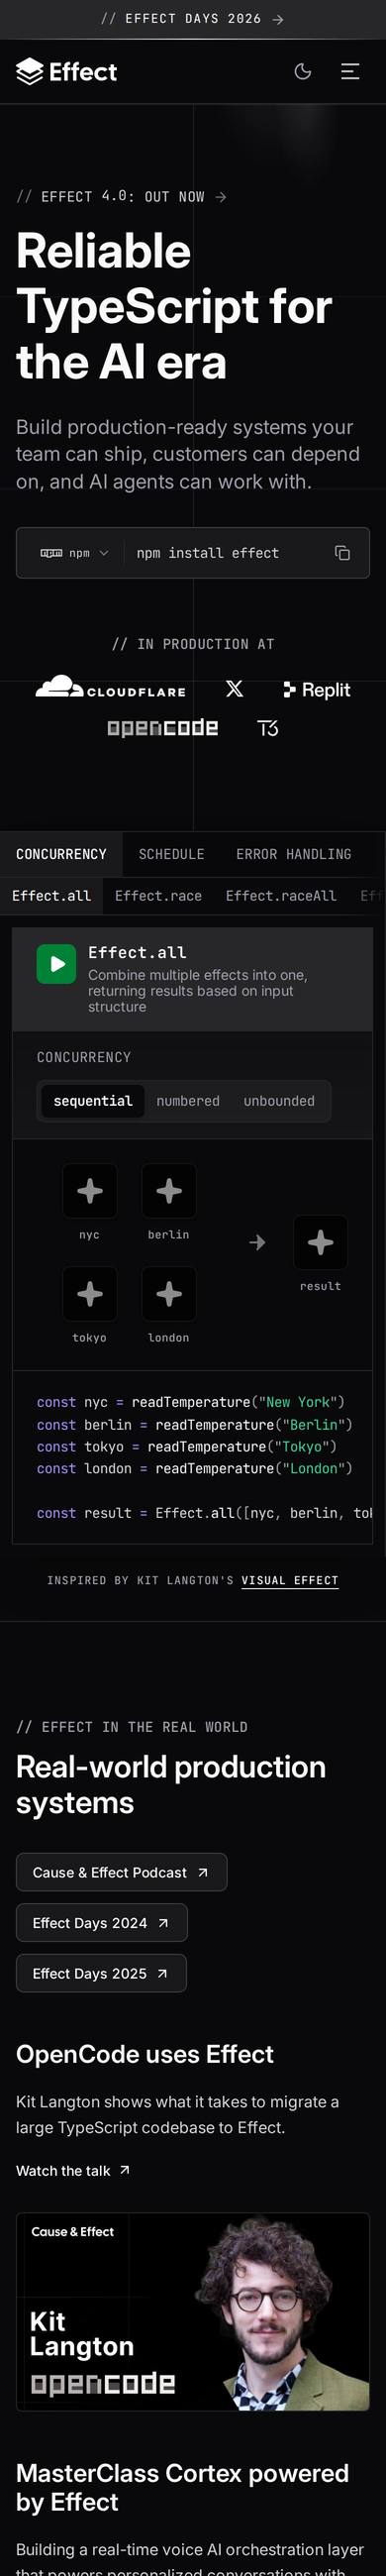 // EFFECT DAYS 2026 →
Effect
// EFFECT 4.0: OUT NOW →
Reliable
TypeScript for
the AI era
Build production-ready systems your
team can ship, customers can depend
on, and AI agents can work with.
npm npm install effect
// IN PRODUCTION AT
CLOUDFLARE X Replit
opencode T3
CONCURRENCY SCHEDULE ERROR HANDLING
Effect.all Effect.race Effect.raceAll Eff
Effect.all
Combine multiple effects into one,
returning results based on input
structure
CONCURRENCY
sequential numbered unbounded
nyc berlin
result
tokyo london
const nyc = readTemperature("New York")
const berlin = readTemperature("Berlin")
const tokyo = readTemperature("Tokyo")
const london = readTemperature("London")
const result = Effect.all([nyc, berlin, tok
INSPIRED BY KIT LANGTON'S VISUAL EFFECT
// EFFECT IN THE REAL WORLD
Real-world production
systems
Cause & Effect Podcast
Effect Days 2024
Effect Days 2025
OpenCode uses Effect
Kit Langton shows what it takes to migrate a
large TypeScript codebase to Effect.
Watch the talk
Cause & Effect
Kit
Langton
opencode
MasterClass Cortex powered
by Effect
Building a real-time voice AI orchestration layer
that powers personalized conversations with